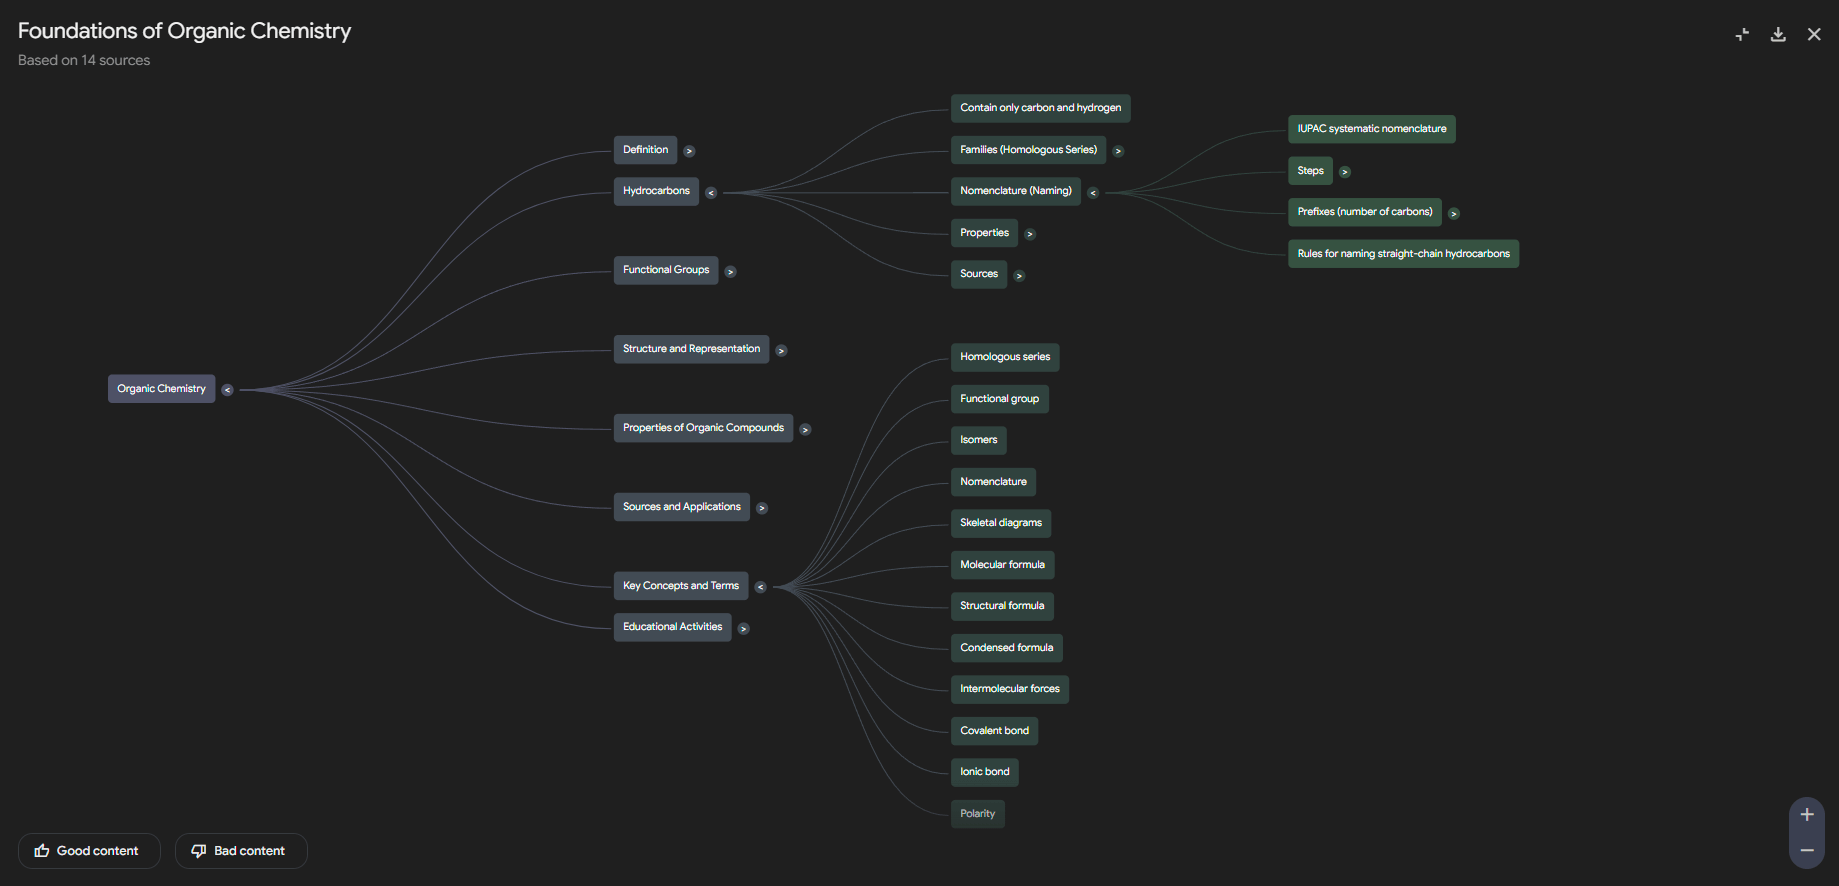 Foundations of Organic Chemistry
Based on 14 sources
Organic Chemistry
<
Definition
>
Hydrocarbons
<
Functional Groups
>
Structure and Representation
>
Properties of Organic Compounds
>
Sources and Applications
>
Key Concepts and Terms
<
Educational Activities
>
Contain only carbon and hydrogen
Families (Homologous Series)
>
Nomenclature (Naming)
<
Properties
>
Sources
>
IUPAC systematic nomenclature
Steps
>
Prefixes (number of carbons)
>
Rules for naming straight-chain hydrocarbons
Homologous series
Functional group
Isomers
Nomenclature
Skeletal diagrams
Molecular formula
Structural formula
Condensed formula
Intermolecular forces
Covalent bond
Ionic bond
Polarity
Good content
Bad content
+
−